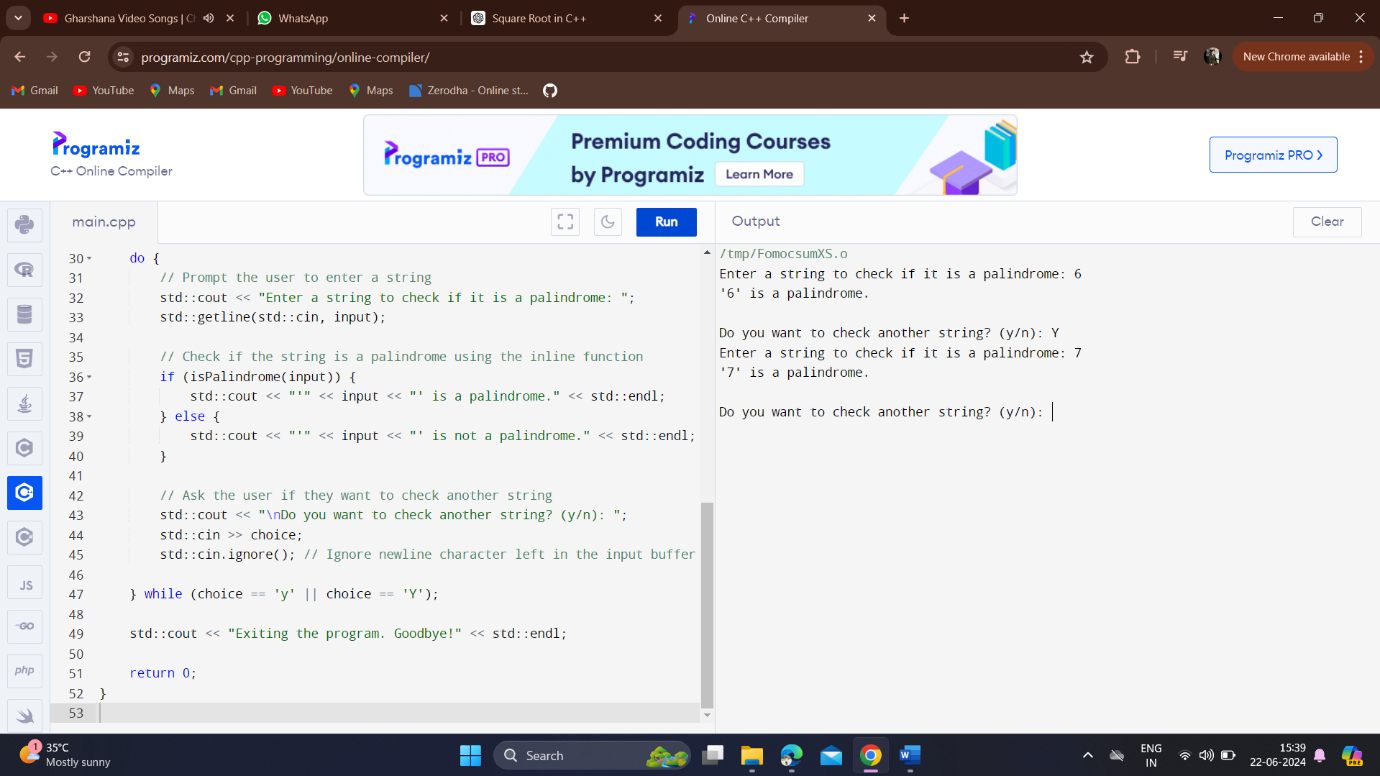 Gharshana Video Songs | Cl
WhatsApp
Square Root in C++
Online C++ Compiler
programiz.com/cpp-programming/online-compiler/
New Chrome available
Gmail
YouTube
Maps
Gmail
YouTube
Maps
Zerodha - Online st...
Programiz
C++ Online Compiler
Programiz PRO
Premium Coding Courses
by Programiz
Learn More
Programiz PRO >
main.cpp
Run
Output
Clear
30 do {
31 // Prompt the user to enter a string
32 std::cout << "Enter a string to check if it is a palindrome: ";
33 std::getline(std::cin, input);
34
35 // Check if the string is a palindrome using the inline function
36 if (isPalindrome(input)) {
37 std::cout << "'" << input << "' is a palindrome." << std::endl;
38 } else {
39 std::cout << "'" << input << "' is not a palindrome." << std::endl;
40 }
41
42 // Ask the user if they want to check another string
43 std::cout << "\nDo you want to check another string? (y/n): ";
44 std::cin >> choice;
45 std::cin.ignore(); // Ignore newline character left in the input buffer
46
47 } while (choice == 'y' || choice == 'Y');
48
49 std::cout << "Exiting the program. Goodbye!" << std::endl;
50
51 return 0;
52 }
53
/tmp/FomocsumXS.o
Enter a string to check if it is a palindrome: 6
'6' is a palindrome.
Do you want to check another string? (y/n): Y
Enter a string to check if it is a palindrome: 7
'7' is a palindrome.
Do you want to check another string? (y/n):
JS
GO
php
1
35°C
Mostly sunny
Search
ENG
IN
15:39
22-06-2024
PRE